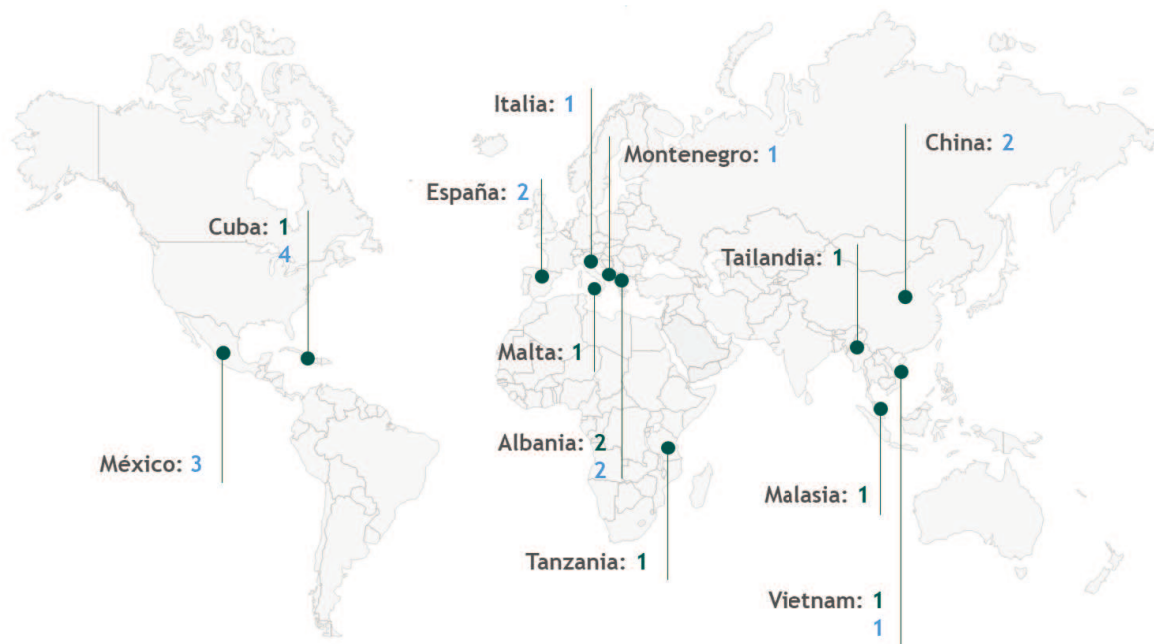 Italia: 1
Montenegro: 1
China: 2
España: 2
Cuba: 1
4
Tailandia: 1
Malta: 1
Albania: 2
2
México: 3
Malasia: 1
Tanzania: 1
Vietnam: 1
1